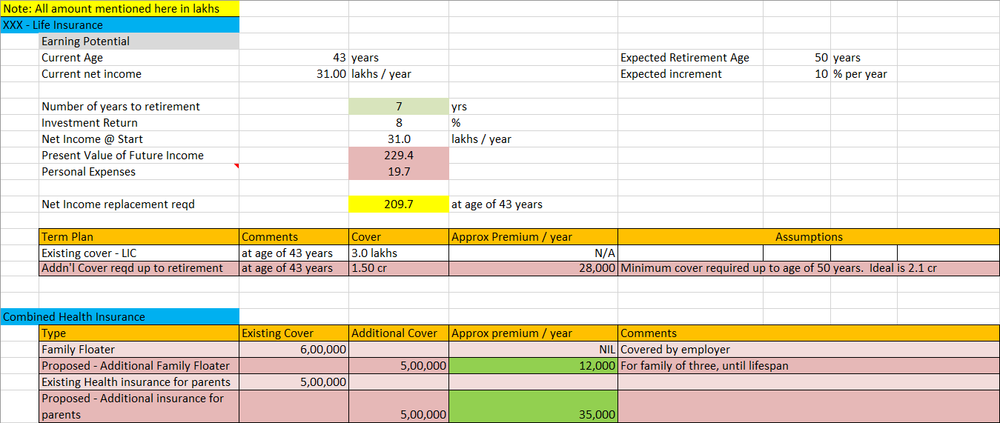 Note: All amount mentioned here in lakhs
XXX - Life Insurance
Earning Potential
Current Age 43 years Expected Retirement Age 50 years
Current net income 31.00 lakhs / year Expected increment 10 % per year
Number of years to retirement 7 yrs
Investment Return 8 %
Net Income @ Start 31.0 lakhs / year
Present Value of Future Income 229.4
Personal Expenses 19.7
Net Income replacement reqd 209.7 at age of 43 years
Term Plan Comments Cover Approx Premium / year Assumptions
Existing cover - LIC at age of 43 years 3.0 lakhs N/A
Addn'l Cover reqd up to retirement at age of 43 years 1.50 cr 28,000 Minimum cover required up to age of 50 years.  Ideal is 2.1 cr
Combined Health Insurance
Type Existing Cover Additional Cover Approx premium / year Comments
Family Floater 6,00,000 NIL Covered by employer
Proposed - Additional Family Floater 5,00,000 12,000 For family of three, until lifespan
Existing Health insurance for parents 5,00,000
Proposed - Additional insurance for
parents 5,00,000 35,000